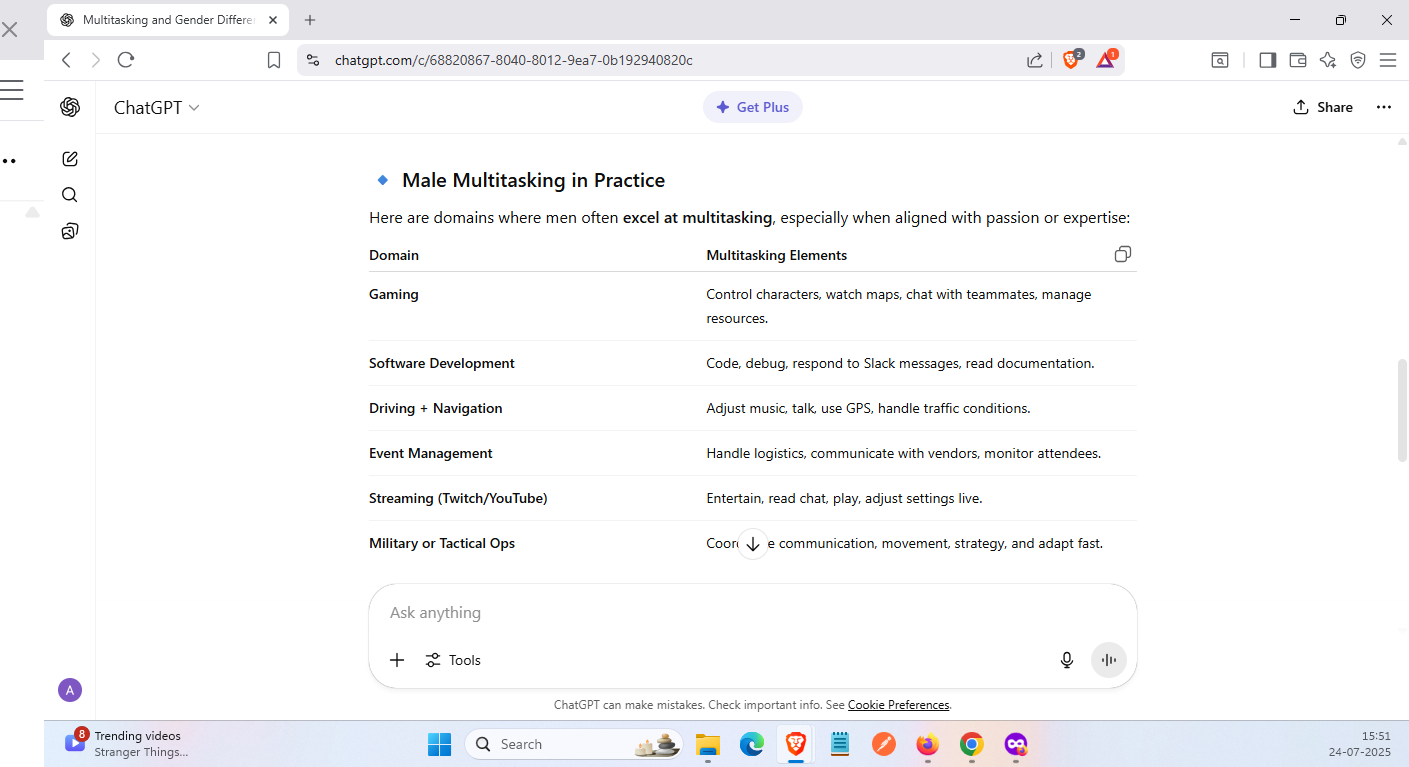 Multitasking and Gender Differe
chatgpt.com/c/68820867-8040-8012-9ea7-0b192940820c
2
1
ChatGPT
Get Plus
Share
Male Multitasking in Practice
Here are domains where men often excel at multitasking, especially when aligned with passion or expertise:
Domain
Multitasking Elements
Gaming
Control characters, watch maps, chat with teammates, manage
resources.
Software Development
Code, debug, respond to Slack messages, read documentation.
Driving + Navigation
Adjust music, talk, use GPS, handle traffic conditions.
Event Management
Handle logistics, communicate with vendors, monitor attendees.
Streaming (Twitch/YouTube)
Entertain, read chat, play, adjust settings live.
Military or Tactical Ops
communication, movement, strategy, and adapt fast.
Ask anything
Tools
A
ChatGPT can make mistakes. Check important info. See Cookie Preferences.
8
Trending videos
Stranger Things...
Search
15:51
24-07-2025